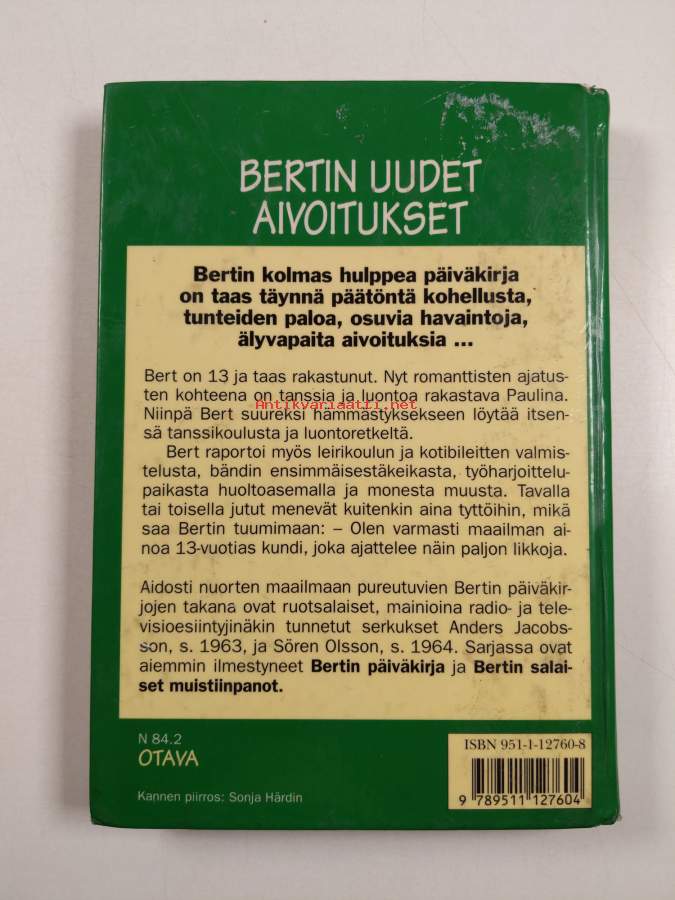 BERTIN UUDET
AIVOITUKSET
Bertin kolmas hulppea päiväkirja
on taas täynnä päätöntä kohellusta,
tunteiden paloa, osuvia havaintoja,
älyvapaita aivoituksia ...
Bert on 13 ja taas rakastunut. Nyt romanttisten ajatus-
ten kohteena on tanssia ja luontoa rakastava Paulina.
Antikvariaatti.net
Niinpä Bert suureksi hämmästyksekseen löytää itsen-
sä tanssikoulusta ja luontoretkeltä.
Bert raportoi myös leirikoulun ja kotibileitten valmis-
telusta, bändin ensimmäisestäkeikasta, työharjoittelu-
paikasta huoltoasemalla ja monesta muusta. Tavalla
tai toisella jutut menevät kuitenkin aina tyttöihin, mikä
saa Bertin tuumimaan: – Olen varmasti maailman ai-
noa 13-vuotias kundi, joka ajattelee näin paljon likkoja.
Aidosti nuorten maailmaan pureutuvien Bertin päiväkir-
jojen takana ovat ruotsalaiset, mainioina radio- ja tele-
visioesiintyjinäkin tunnetut serkukset Anders Jacobs-
son, s. 1963, ja Sören Olsson, s. 1964. Sarjassa ovat
aiemmin ilmestyneet Bertin päiväkirja ja Bertin salai-
set muistiinpanot.
N 84.2
OTAVA
Kannen piirros: Sonja Härdin
ISBN 951-1-12760-8
9 789511 127604